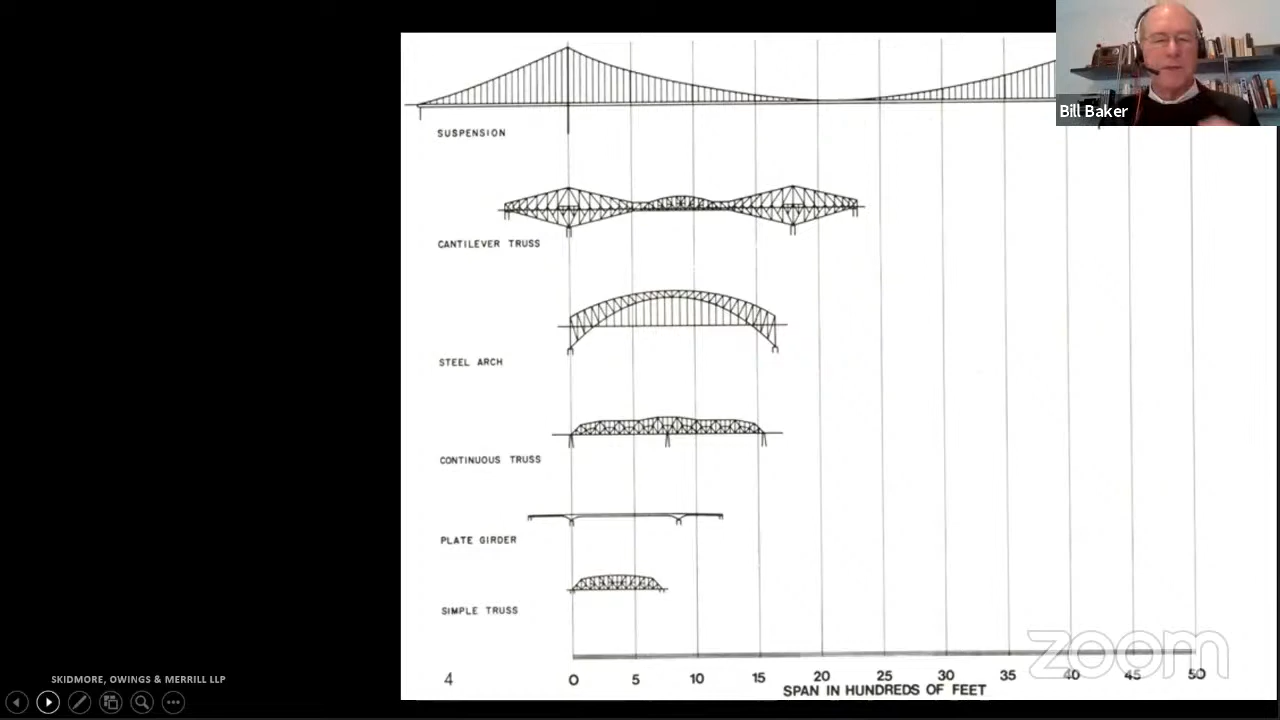 Bill Baker
SUSPENSION
CANTILEVER TRUSS
STEEL ARCH
CONTINUOUS TRUSS
PLATE GIRDER
SIMPLE TRUSS
0 5 10 15 20 25 30 35 40 45 50
SPAN IN HUNDREDS OF FEET
zoom
SKIDMORE, OWINGS & MERRILL LLP
4